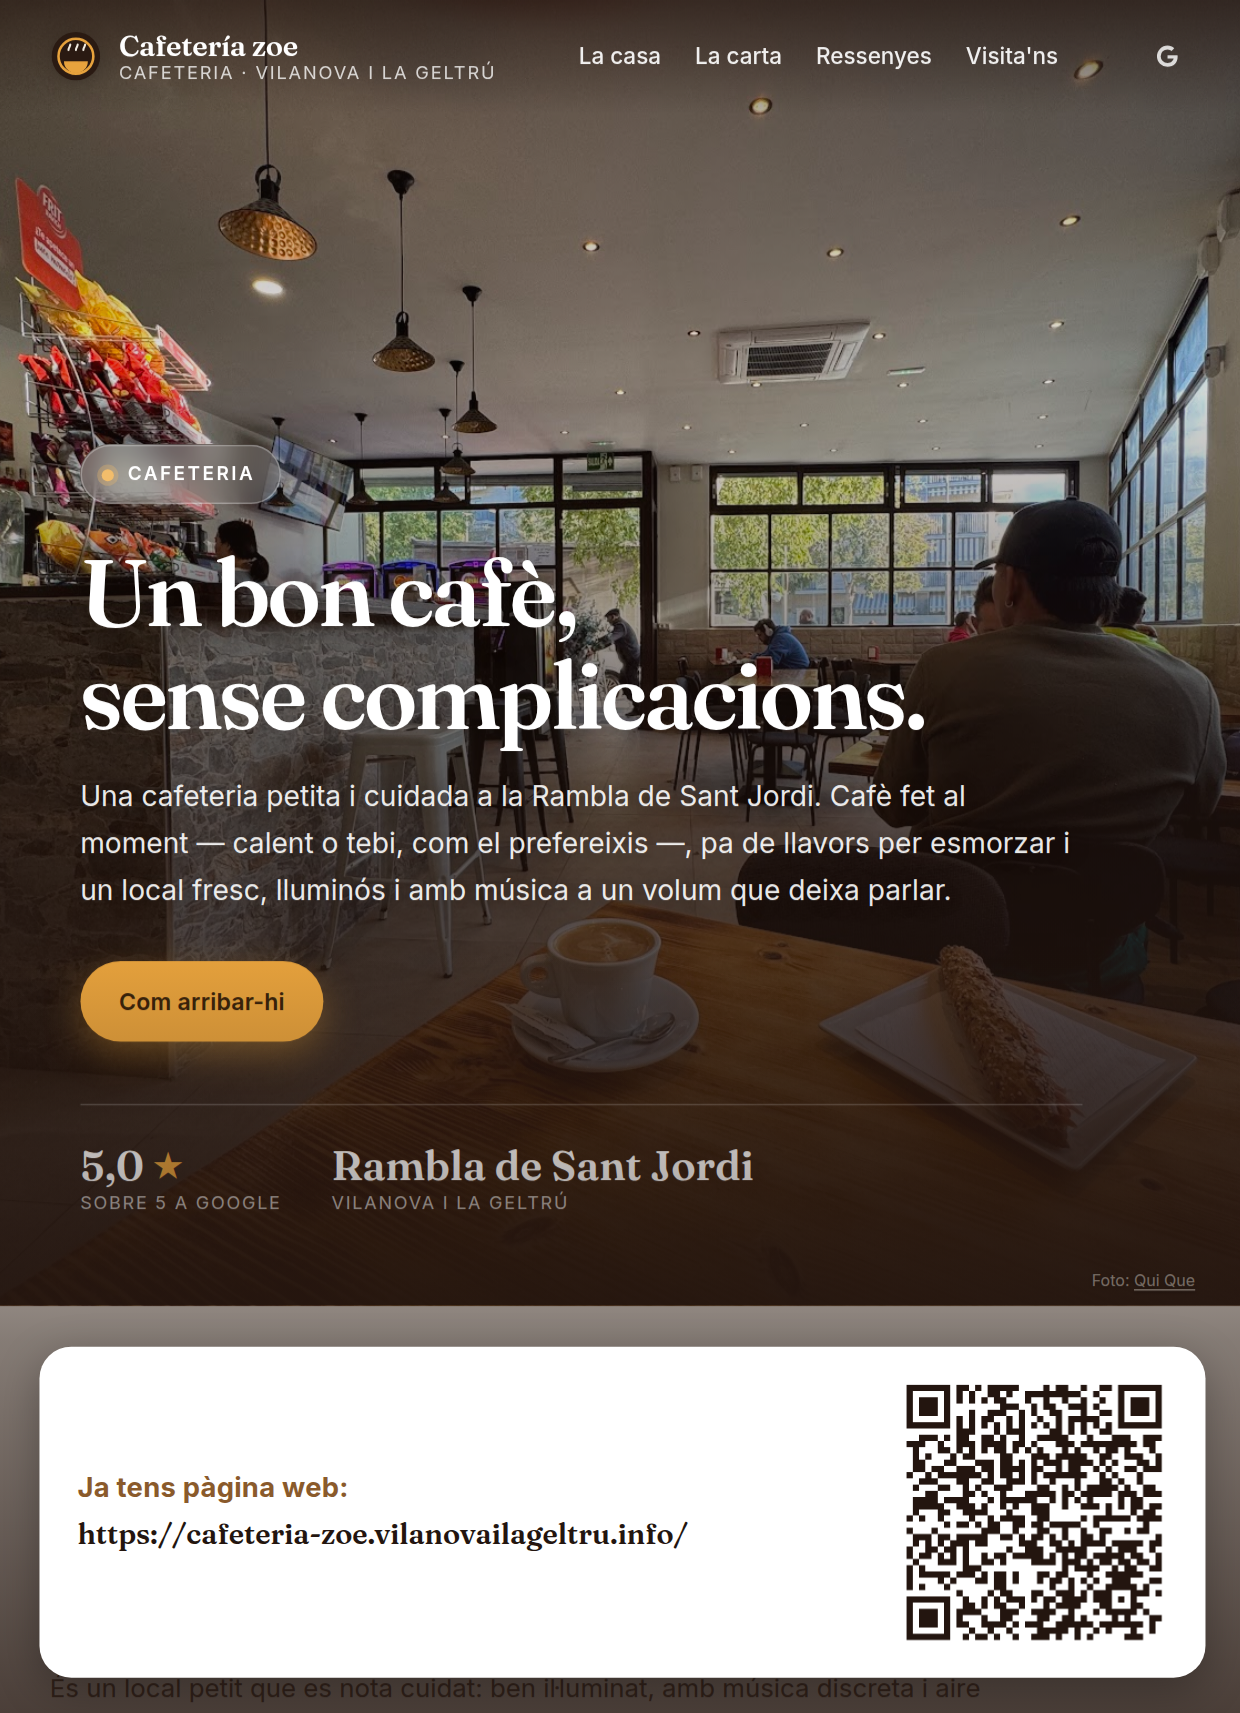 Cafetería zoe
CAFETERIA · VILANOVA I LA GELTRÚ
La casa La carta Ressenyes Visita'ns
G
FRIT
CAFETERIA
Un bon cafè,
sense complicacions.
Una cafeteria petita i cuidada a la Rambla de Sant Jordi. Cafè fet al
moment — calent o tebi, com el prefereixis —, pa de llavors per esmorzar i
un local fresc, lluminós i amb música a un volum que deixa parlar.
Com arribar-hi
5,0 ★ Rambla de Sant Jordi
SOBRE 5 A GOOGLE VILANOVA I LA GELTRÚ
Foto: Qui Que
Ja tens pàgina web:
https://cafeteria-zoe.vilanovailageltru.info/
És un local petit que es nota cuidat: ben il·luminat, amb música discreta i aire